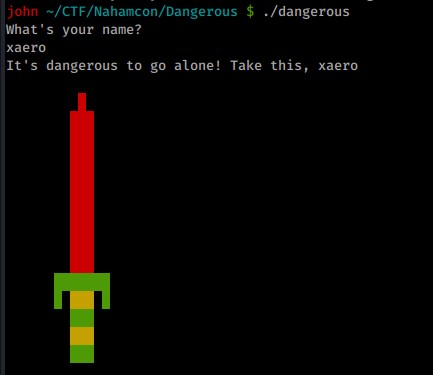 john ~/CTF/Nahamcon/Dangerous $ ./dangerous
What's your name?
xaero
It's dangerous to go alone! Take this, xaero